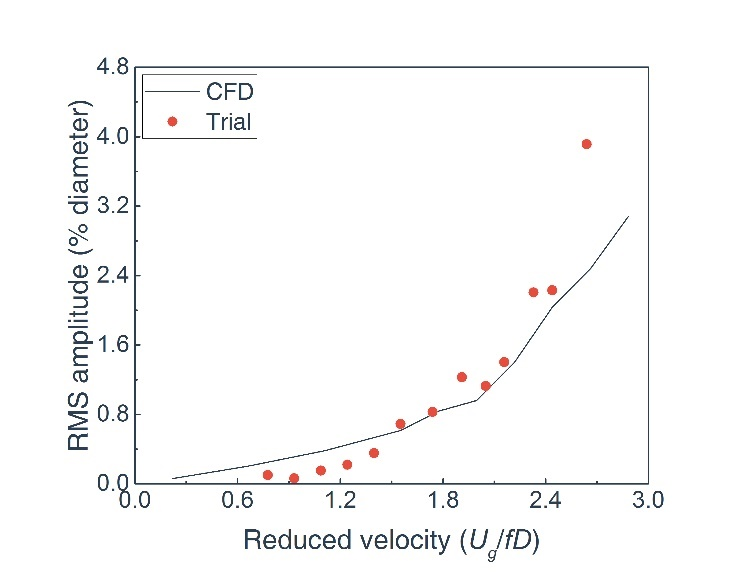 4.8
4.0
3.2
2.4
1.6
0.8
0.0
CFD
Trial
RMS amplitude (% diameter)
0.0 0.6 1.2 1.8 2.4 3.0
Reduced velocity (Ug/fD)